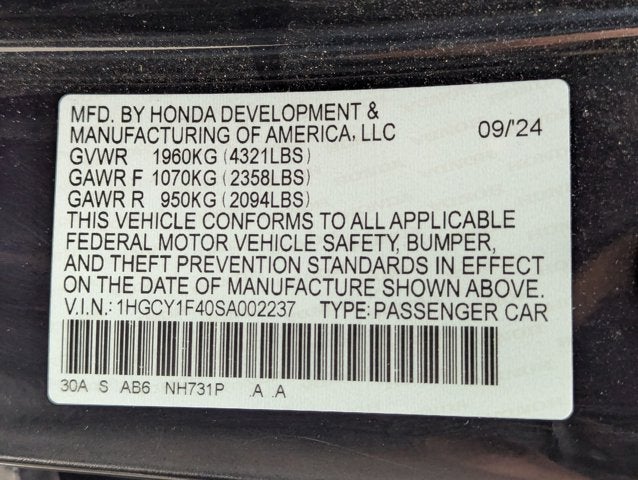 MFD. BY HONDA DEVELOPMENT &
MANUFACTURING OF AMERICA, LLC 09/'24
GVWR 1960KG (4321LBS)
GAWR F 1070KG (2358LBS)
GAWR R 950KG (2094LBS)
THIS VEHICLE CONFORMS TO ALL APPLICABLE
FEDERAL MOTOR VEHICLE SAFETY, BUMPER,
AND THEFT PREVENTION STANDARDS IN EFFECT
ON THE DATE OF MANUFACTURE SHOWN ABOVE.
V.I.N.: 1HGCY1F40SA002237 TYPE: PASSENGER CAR
30A S AB6 NH731P .A .A